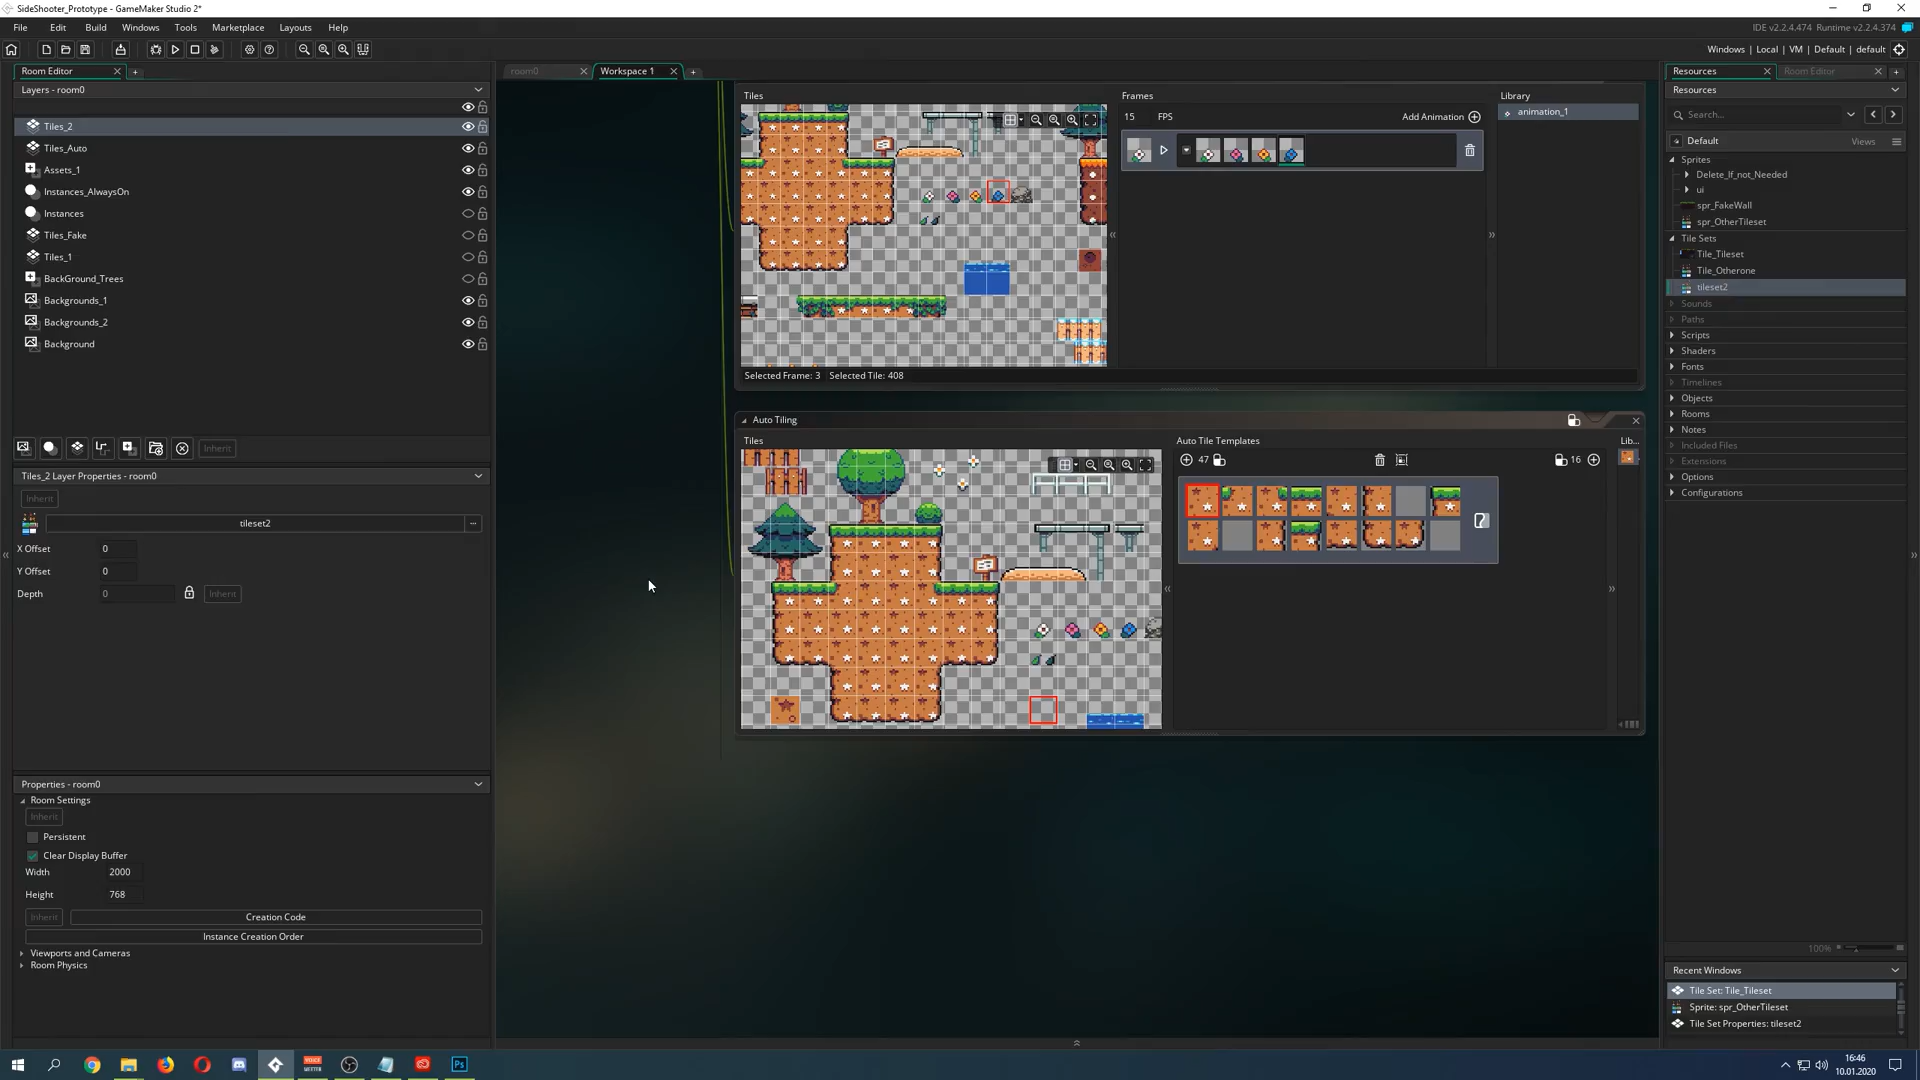 SideShooter_Prototype - GameMaker Studio 2*
File Edit Build Windows Tools Marketplace Layouts Help
IDE v2.2.4.474 Runtime v2.2.4.374
Windows | Local | VM | Default | default
Room Editor
room0
Workspace 1
Resources
Room Editor
Layers - room0
Tiles_2
Tiles_Auto
Assets_1
Instances_AlwaysOn
Instances
Tiles_Fake
Tiles_1
BackGround_Trees
Backgrounds_1
Backgrounds_2
Background
Inherit
Tiles_2 Layer Properties - room0
Inherit
tileset2
...
X Offset 0
Y Offset 0
Depth 0 Inherit
Properties - room0
Room Settings
Inherit
Persistent
Clear Display Buffer
Width 2000
Height 768
Inherit Creation Code
Instance Creation Order
Viewports and Cameras
Room Physics
Tiles
Frames
Library
15 FPS
Add Animation
animation_1
Selected Frame: 3 Selected Tile: 408
Auto Tiling
Tiles
Auto Tile Templates
Lib...
47
16
Resources
Search...
Default
Views
Sprites
Delete_If_not_Needed
ui
spr_FakeWall
spr_OtherTileset
Tile Sets
Tile_Tileset
Tile_Otherone
tileset2
Sounds
Paths
Scripts
Shaders
Fonts
Timelines
Objects
Rooms
Notes
Included Files
Extensions
Options
Configurations
100%
Recent Windows
Tile Set: Tile_Tileset
Sprite: spr_OtherTileset
Tile Set Properties: tileset2
Ps
16:46
10.01.2020